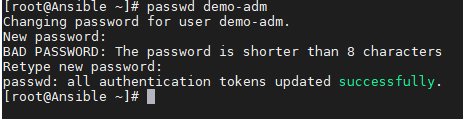 [root@Ansible ~]# passwd demo-adm
Changing password for user demo-adm.
New password:
BAD PASSWORD: The password is shorter than 8 characters
Retype new password:
passwd: all authentication tokens updated successfully.
[root@Ansible ~]#